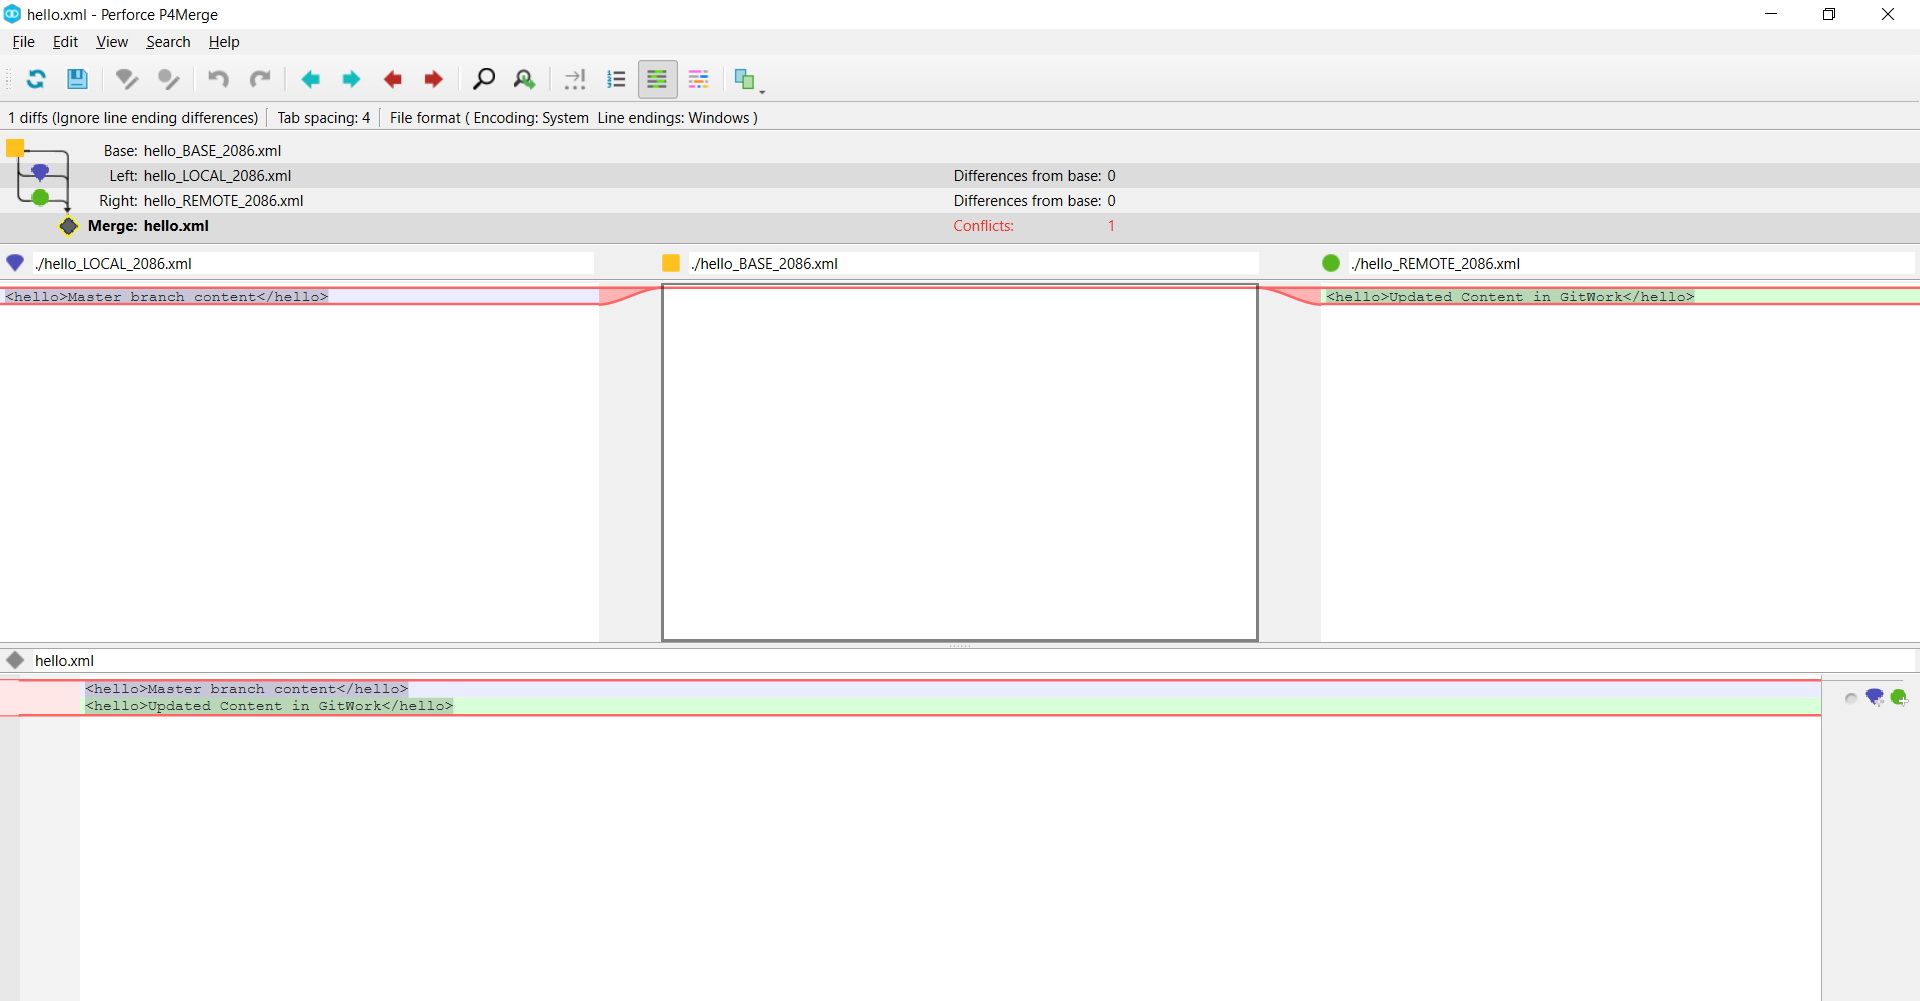 hello.xml - Perforce P4Merge
File Edit View Search Help
1 diffs (Ignore line ending differences) Tab spacing: 4 File format ( Encoding: System Line endings: Windows )
Base: hello_BASE_2086.xml
Left: hello_LOCAL_2086.xml Differences from base: 0
Right: hello_REMOTE_2086.xml Differences from base: 0
Merge: hello.xml Conflicts: 1
./hello_LOCAL_2086.xml ./hello_BASE_2086.xml ./hello_REMOTE_2086.xml
<hello>Master branch content</hello> <hello>Updated Content in GitWork</hello>
hello.xml
<hello>Master branch content</hello>
<hello>Updated Content in GitWork</hello>